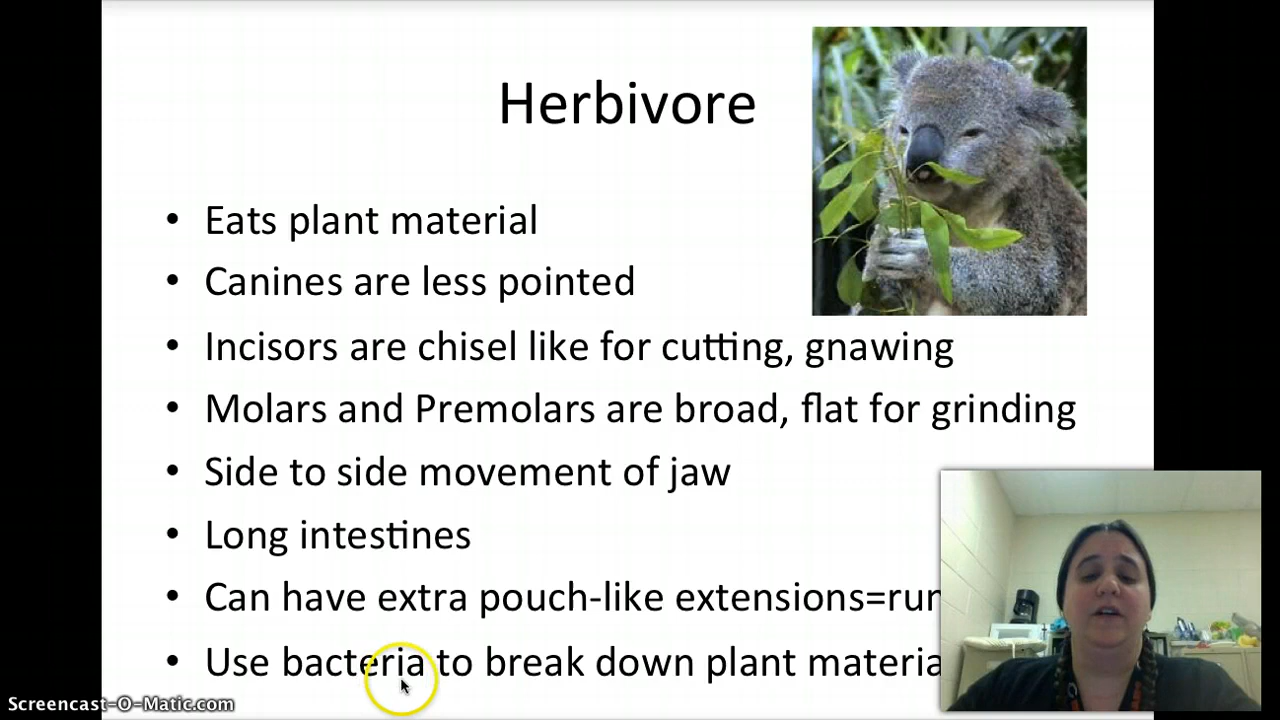 Herbivore
• Eats plant material
• Canines are less pointed
• Incisors are chisel like for cutting, gnawing
• Molars and Premolars are broad, flat for grinding
• Side to side movement of jaw
• Long intestines
• Can have extra pouch-like extensions=
• Use bacteria to break down plant
Screencast-O-Matic.com